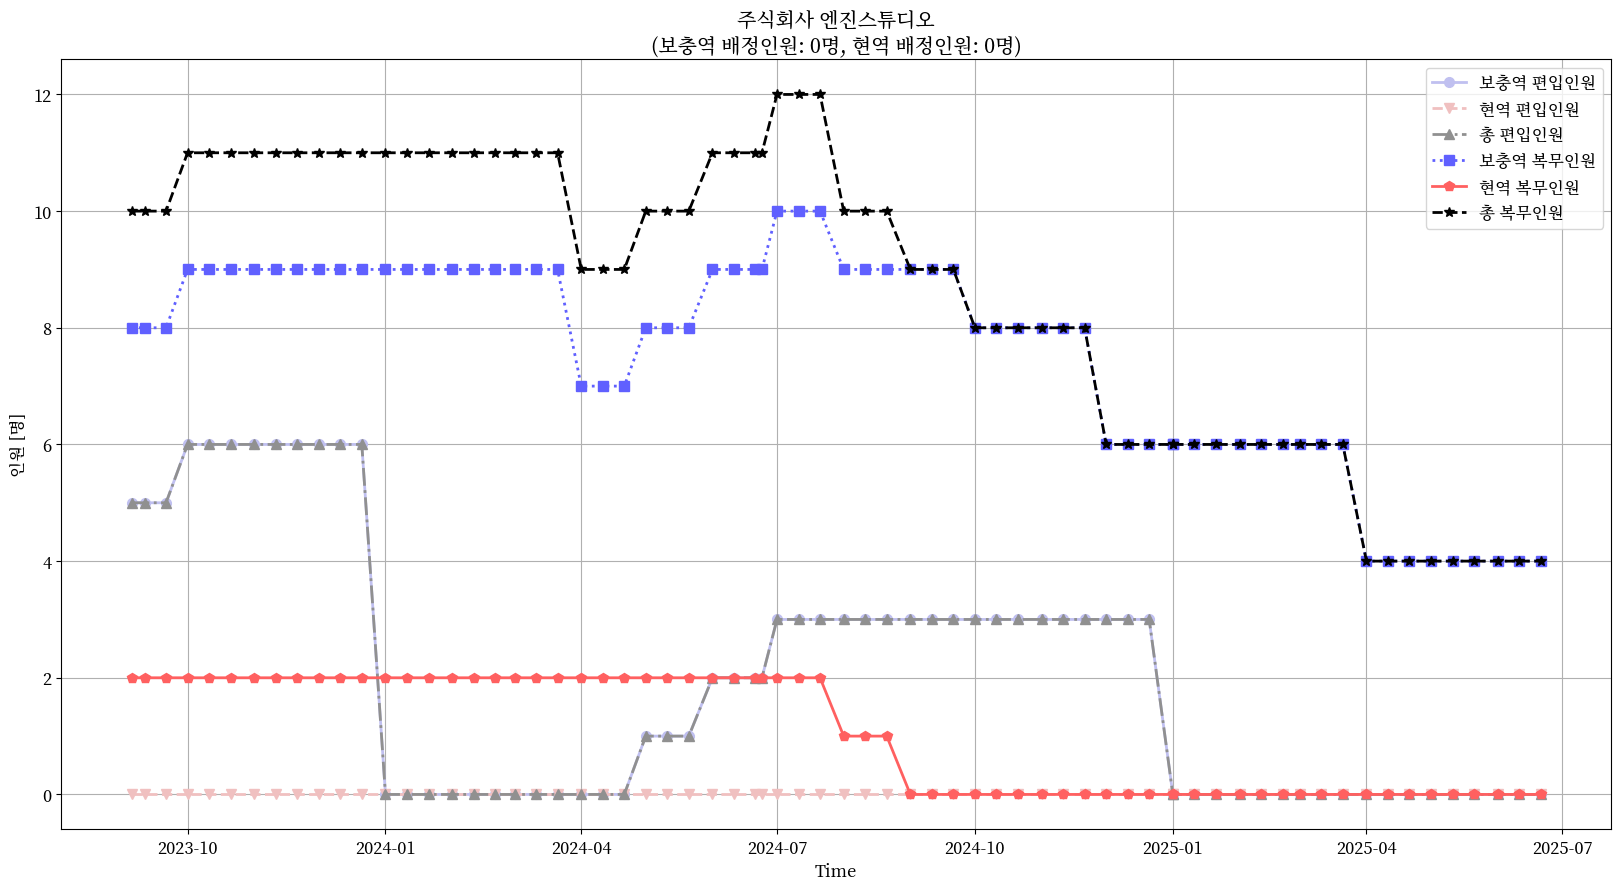 주식회사 엔진스튜디오
(보충역 배정인원: 0명, 현역 배정인원: 0명)
보충역 편입인원
현역 편입인원
총 편입인원
보충역 복무인원
현역 복무인원
총 복무인원
12
10
8
6
4
2
0
인원 [명]
2023-10
2024-01
2024-04
2024-07
2024-10
2025-01
2025-04
2025-07
Time